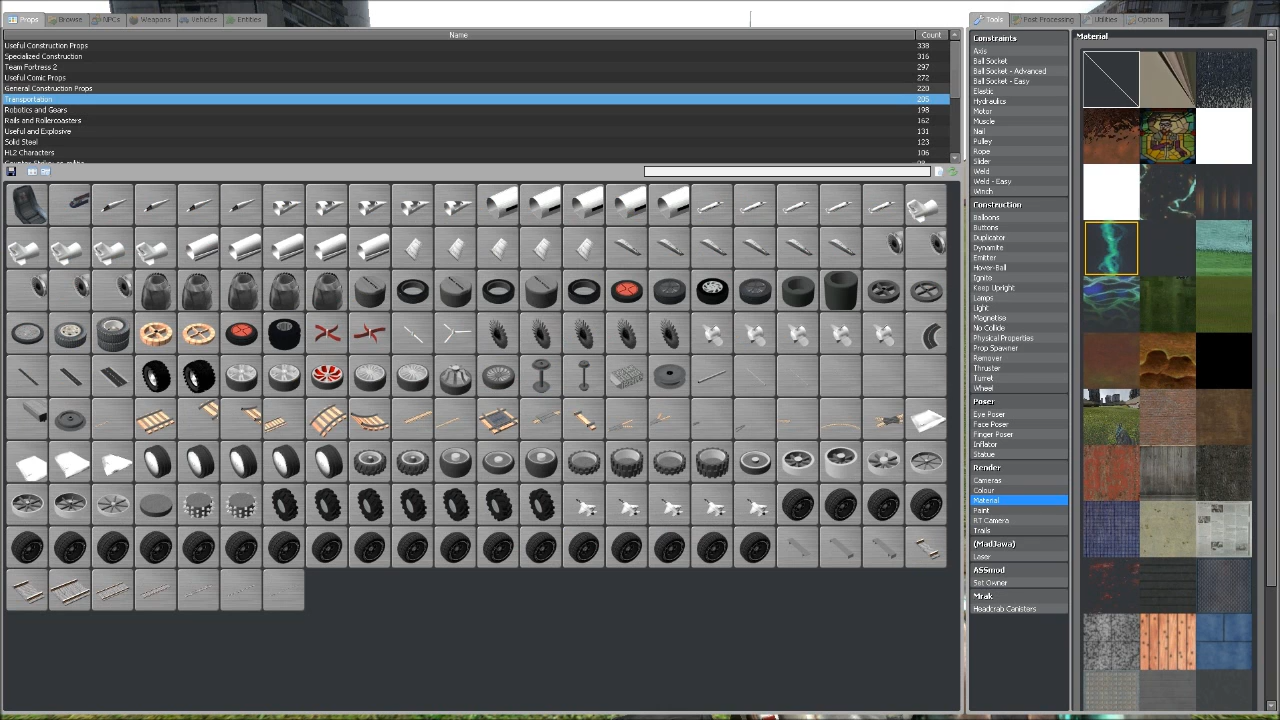 Props Browse NPCs Weapons Vehicles Entities
Name Count
Useful Construction Props 338
Specialized Construction 316
Team Fortress 2 297
Useful Comic Props 272
General Construction Props 220
Transportation 205
Robotics and Gears 198
Rails and Rollercoasters 162
Useful and Explosive 131
Solid Steel 123
HL2 Characters 106
Tools Post Processing Utilities Options
Constraints
Axis
Ball Socket
Ball Socket - Advanced
Ball Socket - Easy
Elastic
Hydraulics
Motor
Muscle
Nail
Pulley
Rope
Slider
Weld
Weld - Easy
Winch
Construction
Balloons
Buttons
Duplicator
Dynamite
Emitter
Hover-Ball
Ignite
Keep Upright
Lamps
Light
Magnetise
No Collide
Physical Properties
Prop Spawner
Remover
Thruster
Turret
Wheel
Poser
Eye Poser
Face Poser
Finger Poser
Inflator
Statue
Render
Cameras
Colour
Material
Paint
RT Camera
Trails
(MadJawa)
Laser
ASSmod
Set Owner
Mrak
Headcrab Canisters
Material